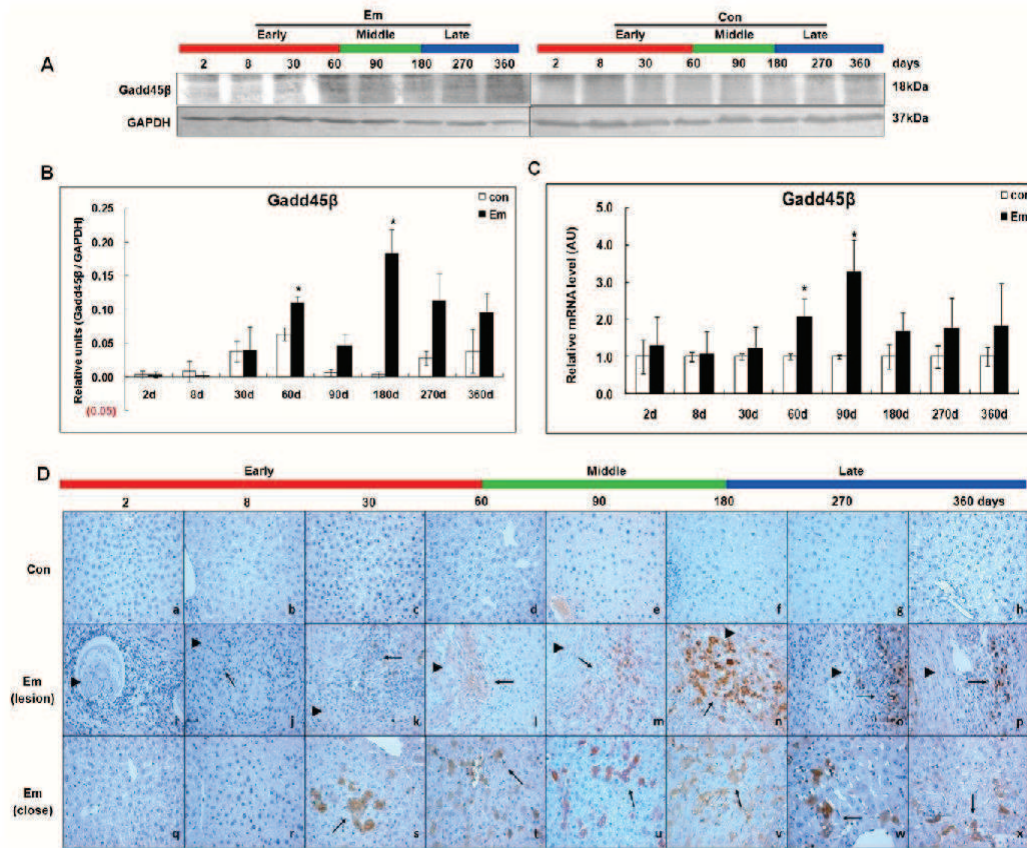 Em Con
Early Middle Late Early Middle Late
A
2 8 30 60 90 180 270 360 2 8 30 60 90 180 270 360 days
Gadd45β 18kDa
GAPDH 37kDa
B
Gadd45β
con
Em
Relative units (Gadd45β / GAPDH)
0.25
0.20
0.15
0.10
0.05
0.00
(0.05)
* *
2d 8d 30d 60d 90d 180d 270d 360d
C
Gadd45β
con
Em
Relative mRNA level (AU)
5.0
4.0
3.0
2.0
1.0
0.0
* *
2d 8d 30d 60d 90d 180d 270d 360d
D
Early Middle Late
2 8 30 60 90 180 270 360 days
Con
a b c d e f g h
Em
(lesion)
i j k l m n o p
Em
(close)
q r s t u v w x